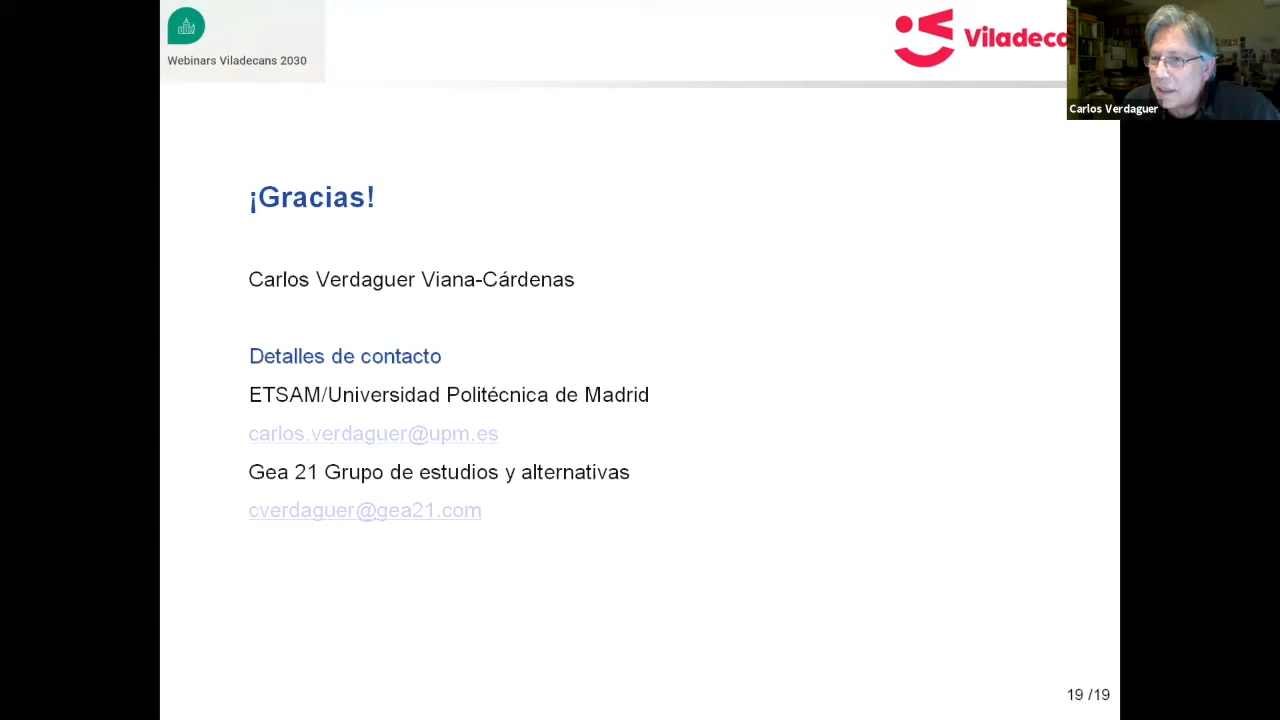 Webinars Viladecans 2030
Viladeca
Carlos Verdaguer
¡Gracias!
Carlos Verdaguer Viana-Cárdenas
Detalles de contacto
ETSAM/Universidad Politécnica de Madrid
carlos.verdaguer@upm.es
Gea 21 Grupo de estudios y alternativas
cverdaguer@gea21.com
19 /19